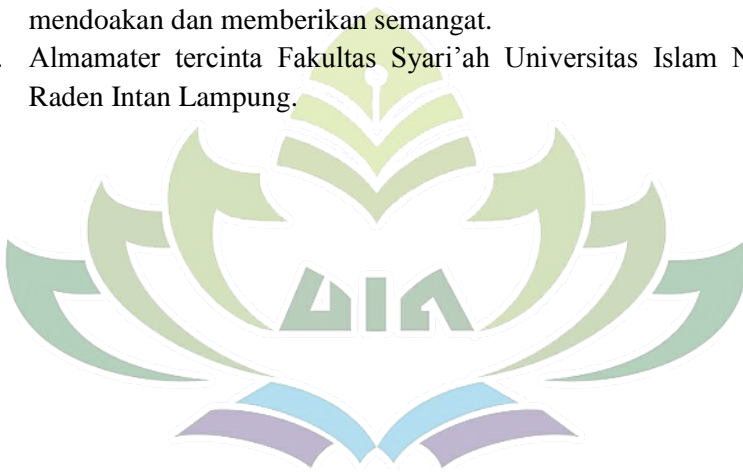 mendoakan dan memberikan semangat.
. Almamater tercinta Fakultas Syari’ah Universitas Islam N
Raden Intan Lampung.
UIN